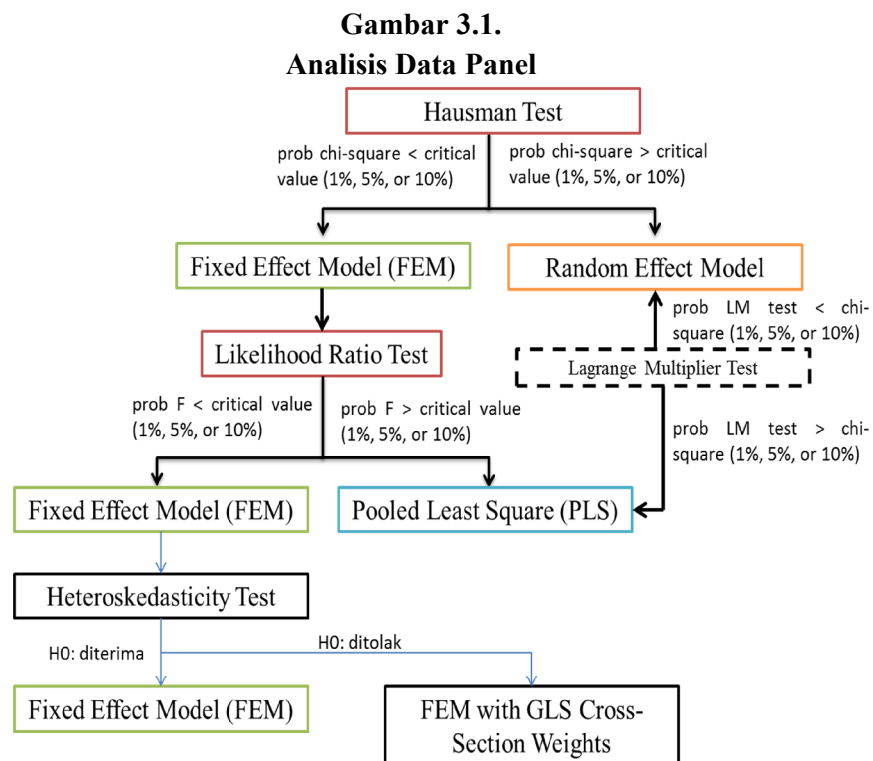 Gambar 3.1.
Analisis Data Panel
Hausman Test
prob chi-square < critical
value (1%, 5%, or 10%)
prob chi-square > critical
value (1%, 5%, or 10%)
Fixed Effect Model (FEM)
Random Effect Model
prob LM test < chi-
square (1%, 5%, or 10%)
Likelihood Ratio Test
Lagrange Multiplier Test
prob F < critical value
(1%, 5%, or 10%)
prob F > critical value
(1%, 5%, or 10%)
prob LM test > chi-
square (1%, 5%, or 10%)
Fixed Effect Model (FEM)
Pooled Least Square (PLS)
Heteroskedasticity Test
H0: diterima
H0: ditolak
Fixed Effect Model (FEM)
FEM with GLS Cross-
Section Weights